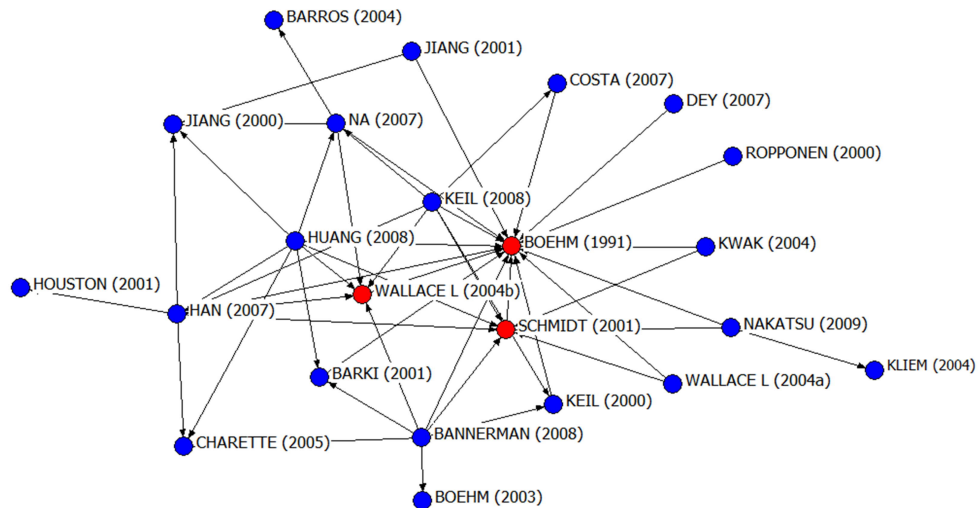 BARROS (2004)
JIANG (2001)
COSTA (2007)
DEY (2007)
JIANG (2000)
NA (2007)
ROPPONEN (2000)
KEIL (2008)
HUANG (2008)
BOEHM (1991)
KWAK (2004)
HOUSTON (2001)
WALLACE L (2004b)
HAN (2007)
SCHMIDT (2001)
NAKATSU (2009)
KLIEM (2004)
BARKI (2001)
WALLACE L (2004a)
KEIL (2000)
CHARETTE (2005)
BANNERMAN (2008)
BOEHM (2003)